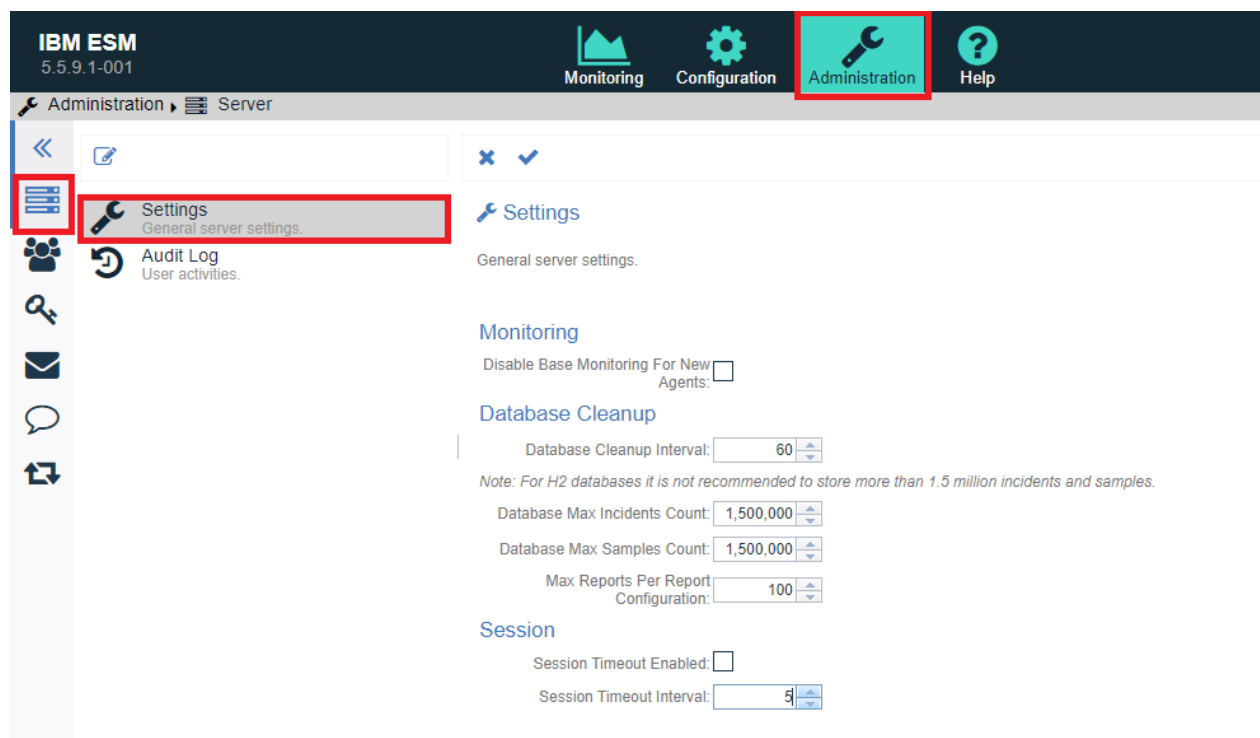 IBM ESM
5.5.9.1-001
Monitoring
Configuration
Administration
Help
Administration
Server
Settings
General server settings.
Audit Log
User activities.
Settings
General server settings.
Monitoring
Disable Base Monitoring For New
Agents:
Database Cleanup
Database Cleanup Interval: 60
Note: For H2 databases it is not recommended to store more than 1.5 million incidents and samples.
Database Max Incidents Count: 1,500,000
Database Max Samples Count: 1,500,000
Max Reports Per Report
Configuration: 100
Session
Session Timeout Enabled:
Session Timeout Interval: 5